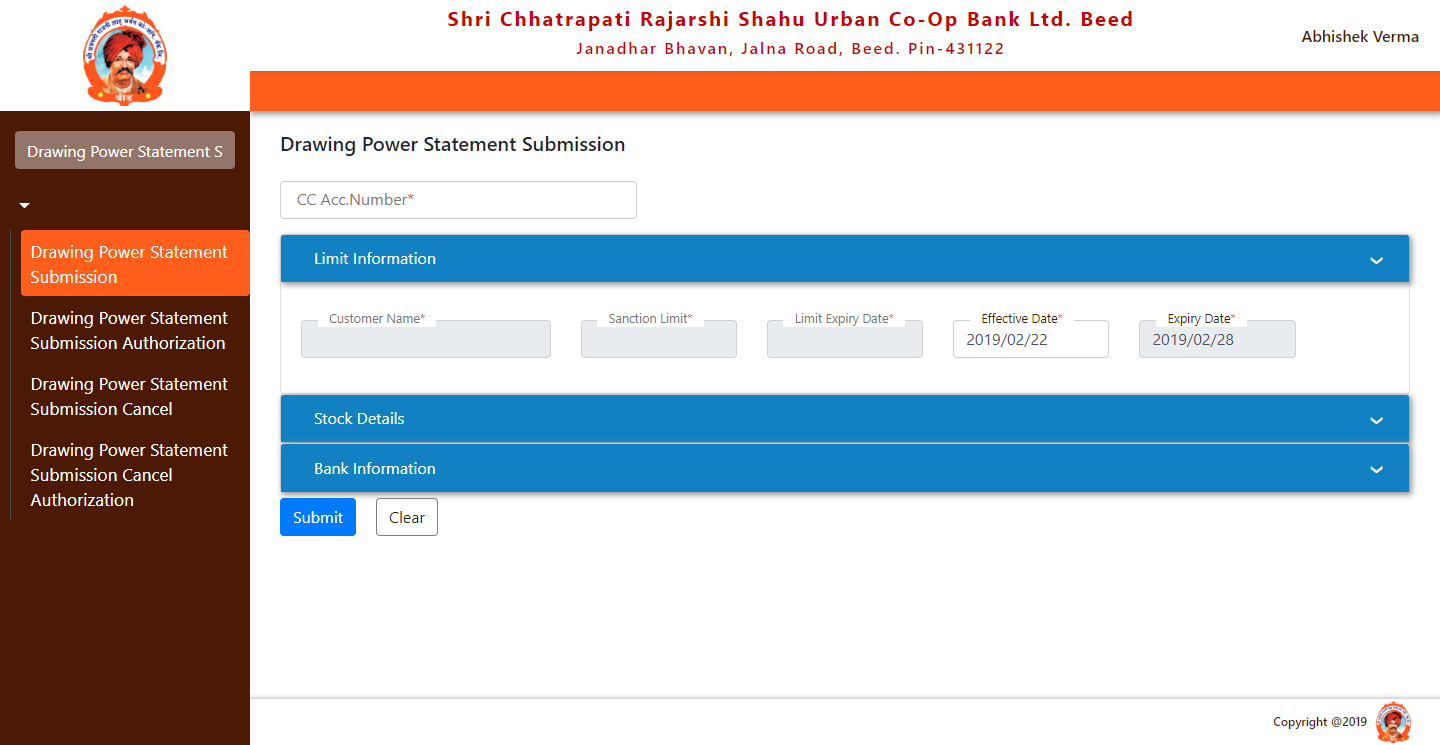 बीड
Shri Chhatrapati Rajarshi Shahu Urban Co-Op Bank Ltd. Beed
Janadhar Bhavan, Jalna Road, Beed. Pin-431122
Abhishek Verma
Drawing Power Statement S
Drawing Power Statement
Submission
Drawing Power Statement
Submission Authorization
Drawing Power Statement
Submission Cancel
Drawing Power Statement
Submission Cancel
Authorization
Drawing Power Statement Submission
CC Acc.Number*
Limit Information
Customer Name*
Sanction Limit*
Limit Expiry Date*
Effective Date*
2019/02/22
Expiry Date*
2019/02/28
Stock Details
Bank Information
Submit
Clear
Copyright @2019